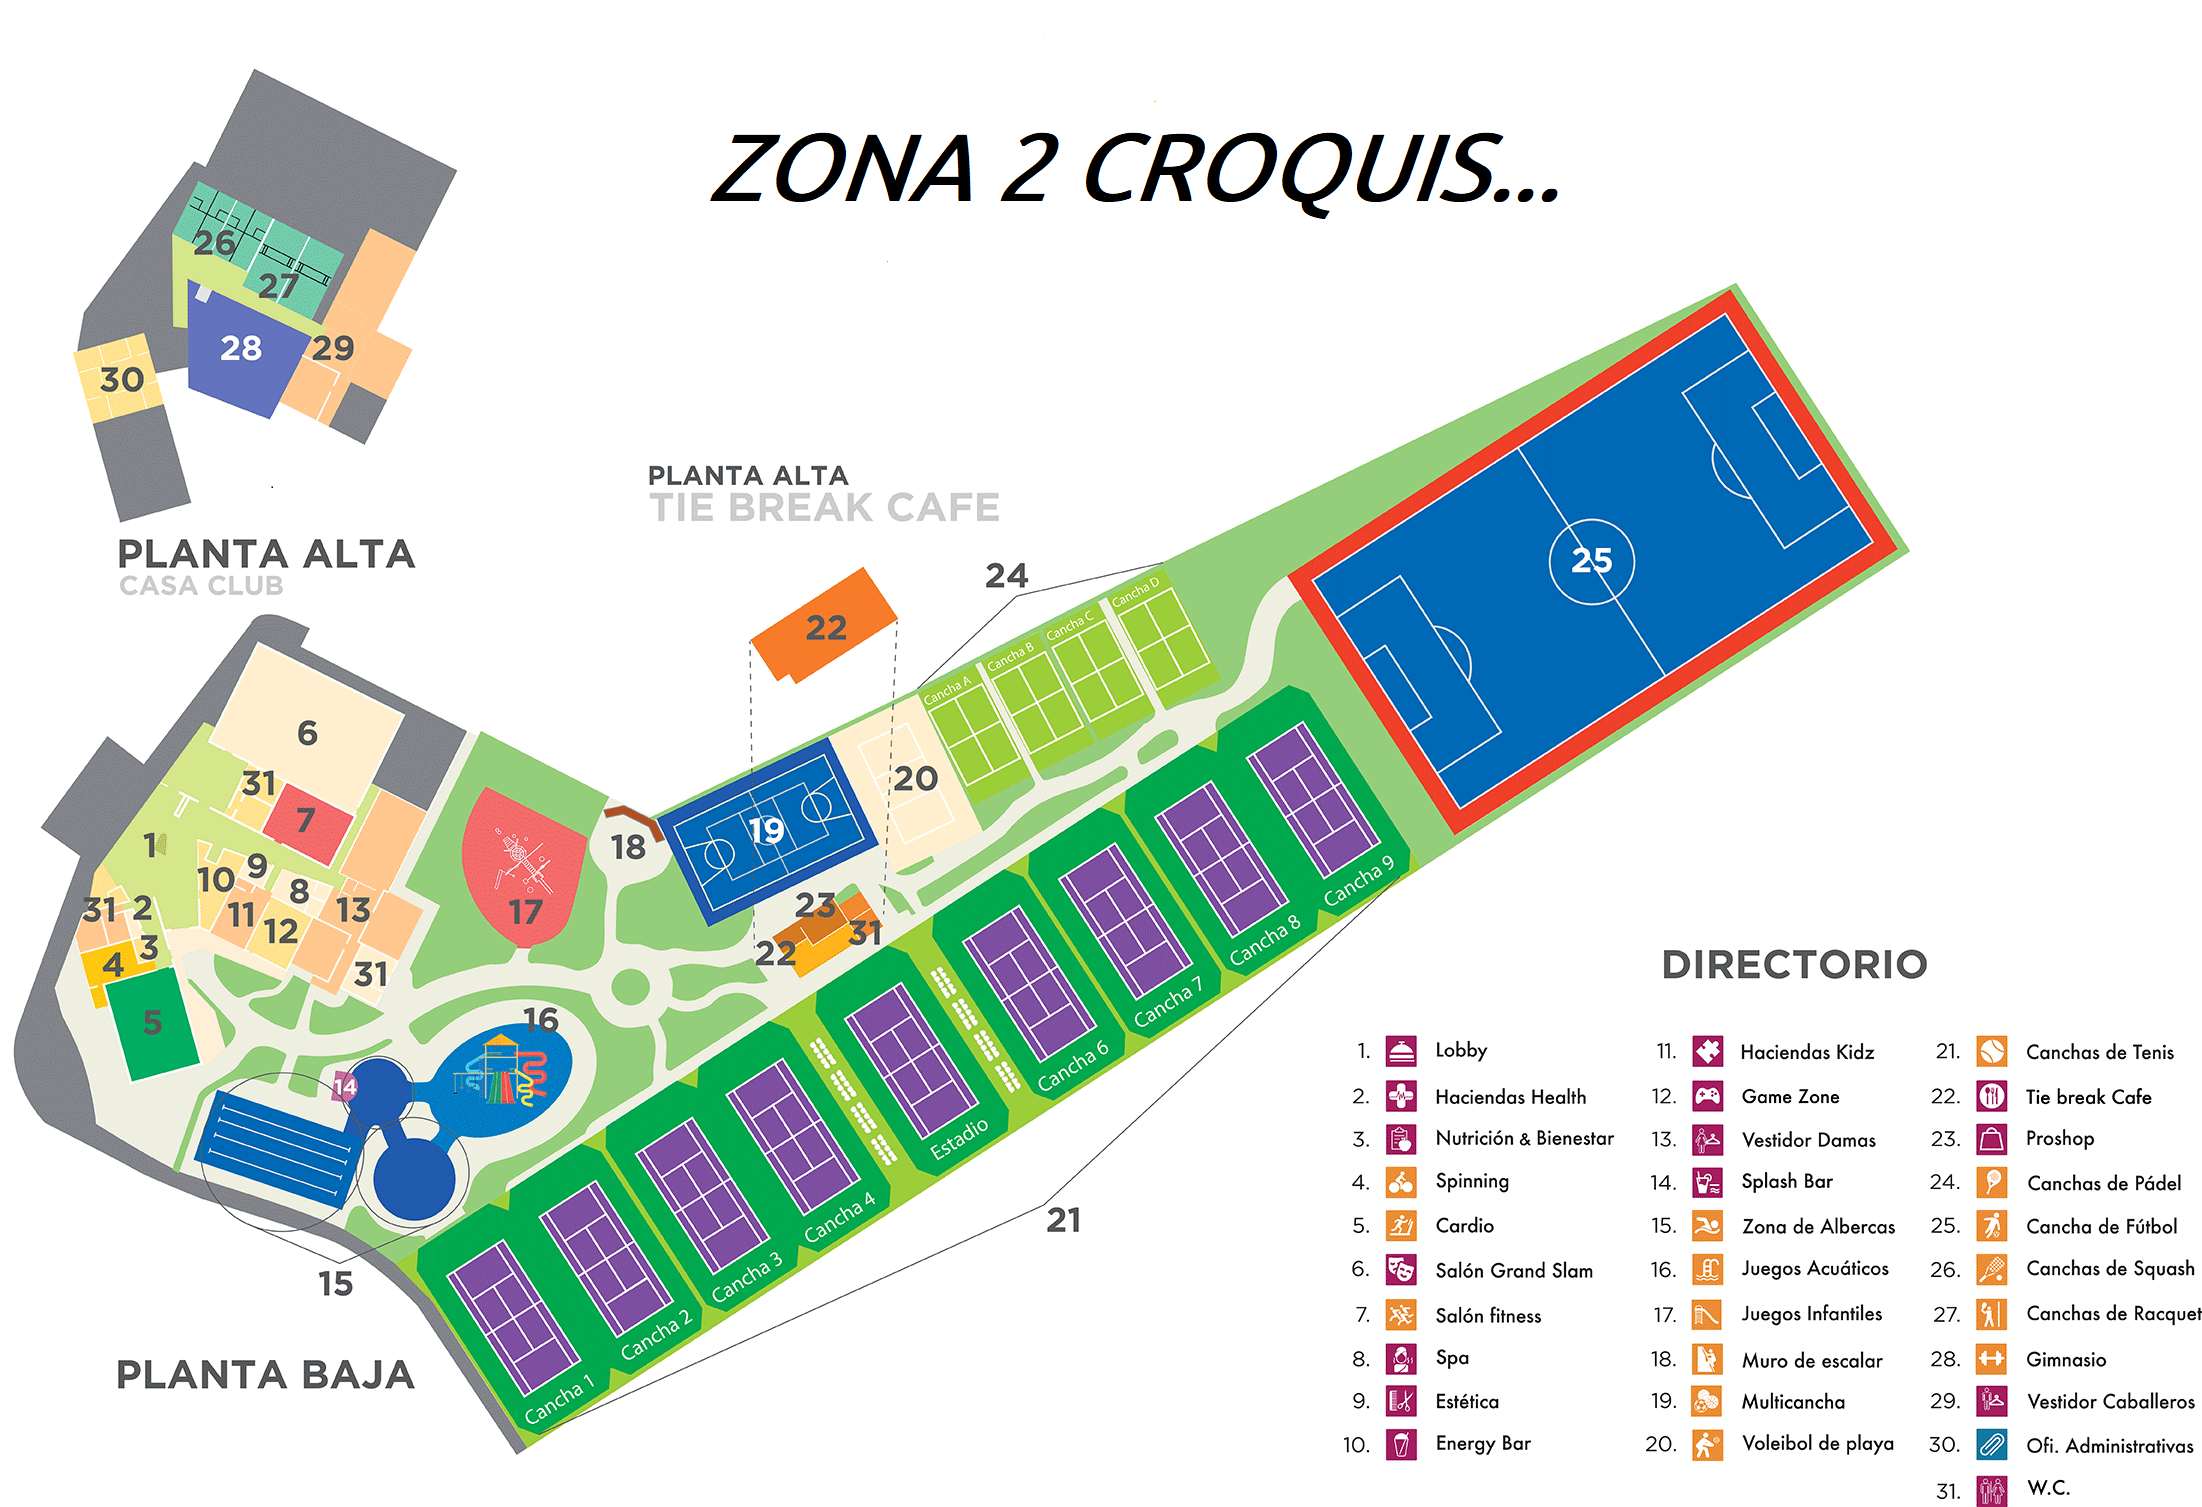 ZONA 2 CROQUIS...
26
27
28
29
30
PLANTA ALTA
CASA CLUB
PLANTA ALTA
TIE BREAK CAFE
24
22
25
Cancha A
Cancha B
Cancha C
Cancha D
6
31
7
1
9
10
8
31
2
11
12
13
3
4
31
5
17
18
19
20
23
22
31
16
14
15
21
Cancha 1
Cancha 2
Cancha 3
Cancha 4
Estadio
Cancha 6
Cancha 7
Cancha 8
Cancha 9
PLANTA BAJA
DIRECTORIO
1. Lobby
2. Haciendas Health
3. Nutrición & Bienestar
4. Spinning
5. Cardio
6. Salón Grand Slam
7. Salón fitness
8. Spa
9. Estética
10. Energy Bar
11. Haciendas Kidz
12. Game Zone
13. Vestidor Damas
14. Splash Bar
15. Zona de Albercas
16. Juegos Acuáticos
17. Juegos Infantiles
18. Muro de escalar
19. Multicancha
20. Voleibol de playa
21. Canchas de Tenis
22. Tie break Cafe
23. Proshop
24. Canchas de Pádel
25. Cancha de Fútbol
26. Canchas de Squash
27. Canchas de Racquet
28. Gimnasio
29. Vestidor Caballeros
30. Ofi. Administrativas
31. W.C.